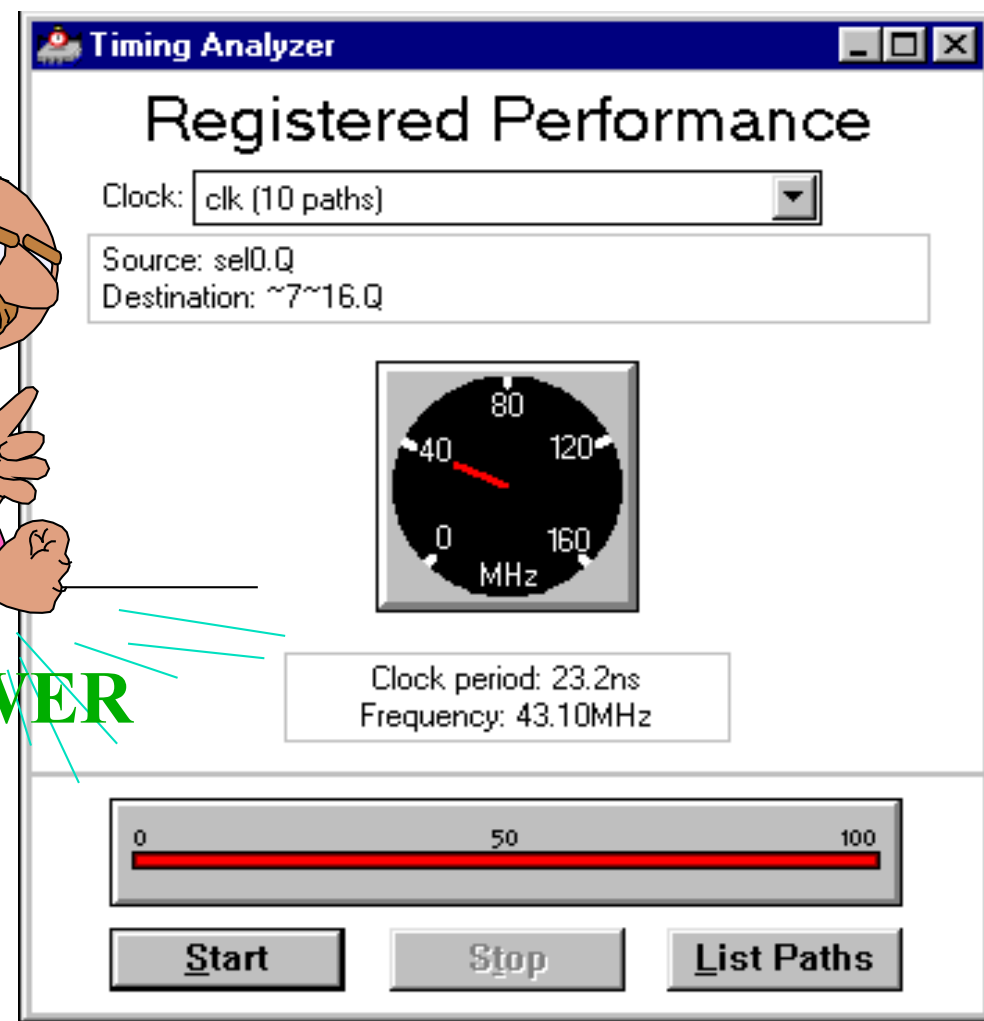 Timing Analyzer
Registered Performance
Clock: clk (10 paths)
Source: sel0.Q
Destination: ~7~16.Q
80
40 120
0 160
MHz
Clock period: 23.2ns
Frequency: 43.10MHz
0 50 100
Start Stop List Paths